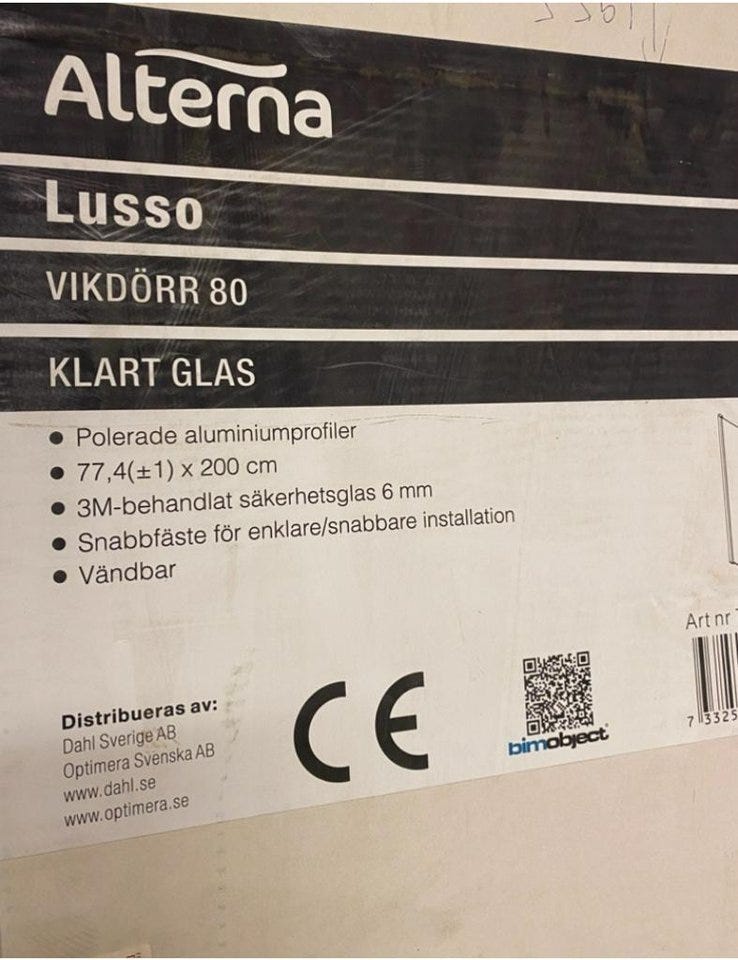 Alterna
Lusso
VIKDÖRR 80
KLART GLAS
● Polerade aluminiumprofiler
● 77,4(±1) x 200 cm
● 3M-behandlat säkerhetsglas 6 mm
● Snabbfäste för enklare/snabbare installation
● Vändbar
Art nr
7 3325
Distribueras av:
Dahl Sverige AB
Optimera Svenska AB
www.dahl.se
www.optimera.se
CE
bimobject®